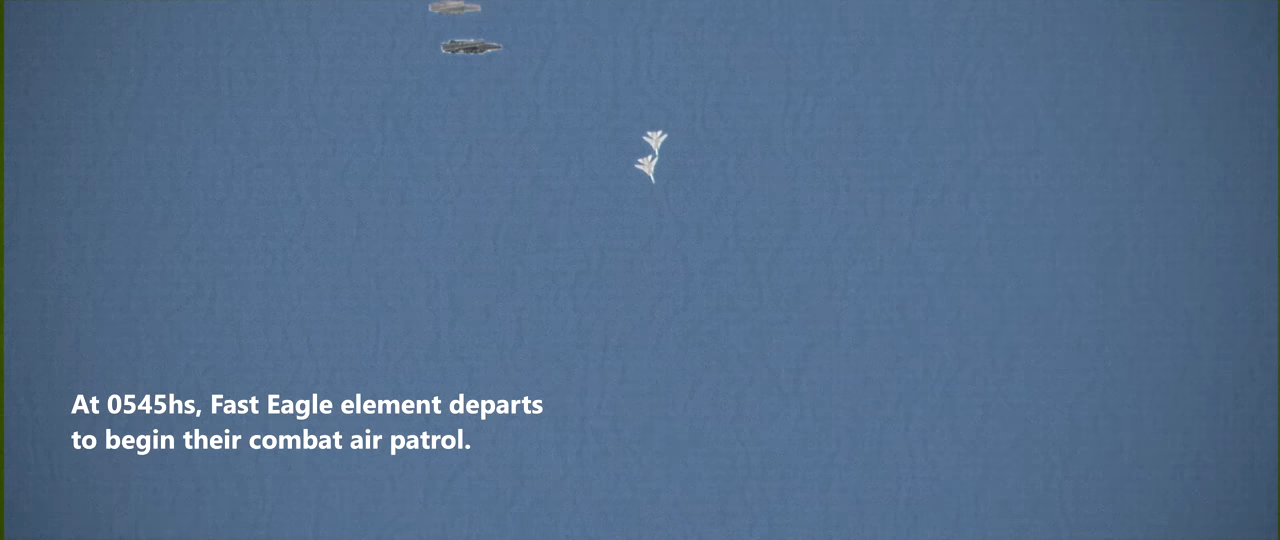 At 0545hs, Fast Eagle element departs
to begin their combat air patrol.